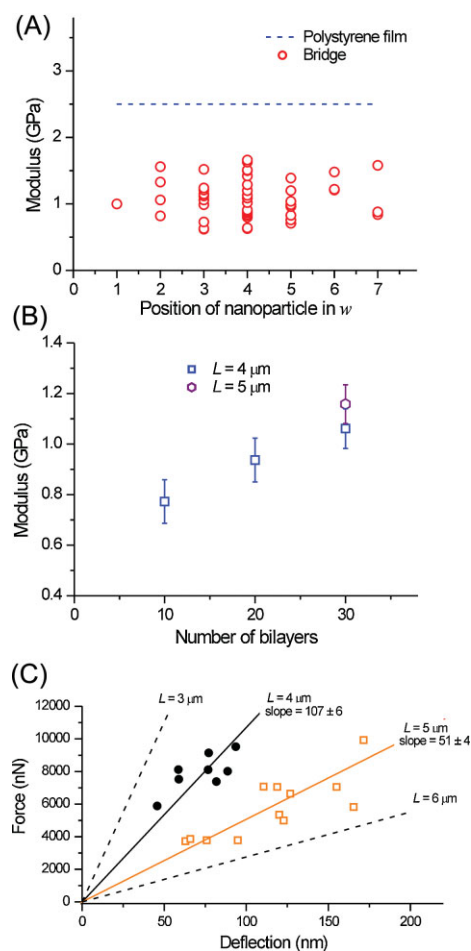 (A)
Polystyrene film
Bridge
Modulus (GPa)
3
2
1
0
0 1 2 3 4 5 6 7 8
Position of nanoparticle in w
(B)
L = 4 μm
L = 5 μm
Modulus (GPa)
1.4
1.2
1.0
0.8
0.6
0.4
0 10 20 30
Number of bilayers
(C)
L = 3 μm
L = 4 μm
slope = 107 ± 6
L = 5 μm
slope = 51 ± 4
L = 6 μm
Force (nN)
12000
10000
8000
6000
4000
2000
0
0 50 100 150 200
Deflection (nm)